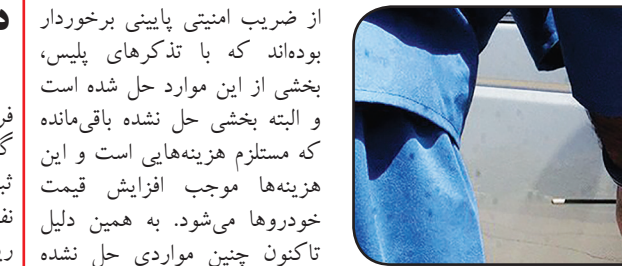 از ضریب امنیتی پایینی برخوردار
بوده‌اند که با تذکرهای پلیس،
بخشی از این موارد حل شده است
و البته بخشی حل نشده باقی‌مانده
که مستلزم هزینه‌هایی است و این
هزینه‌ها موجب افزایش قیمت
خودروها می‌شود. به همین دلیل
تاکنون چنین مواردی حل نشده